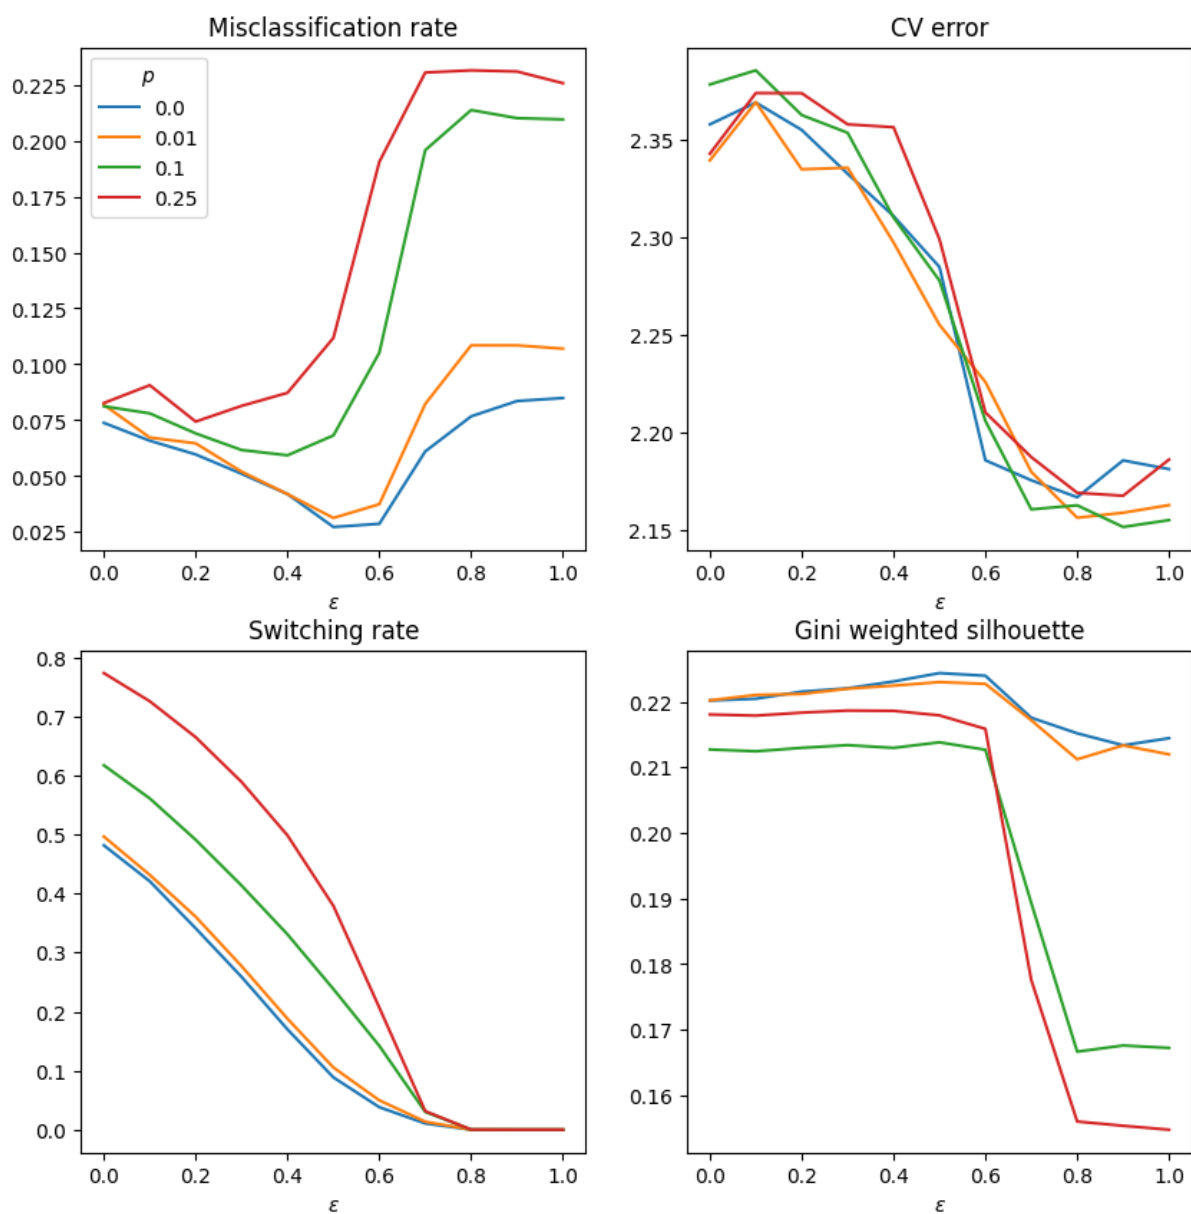 Misclassification rate
p
0.0
0.01
0.1
0.25
0.225
0.200
0.175
0.150
0.125
0.100
0.075
0.050
0.025
0.0 0.2 0.4 0.6 0.8 1.0
ε
CV error
2.35
2.30
2.25
2.20
2.15
0.0 0.2 0.4 0.6 0.8 1.0
ε
Switching rate
0.8
0.7
0.6
0.5
0.4
0.3
0.2
0.1
0.0
0.0 0.2 0.4 0.6 0.8 1.0
ε
Gini weighted silhouette
0.22
0.21
0.20
0.19
0.18
0.17
0.16
0.0 0.2 0.4 0.6 0.8 1.0
ε